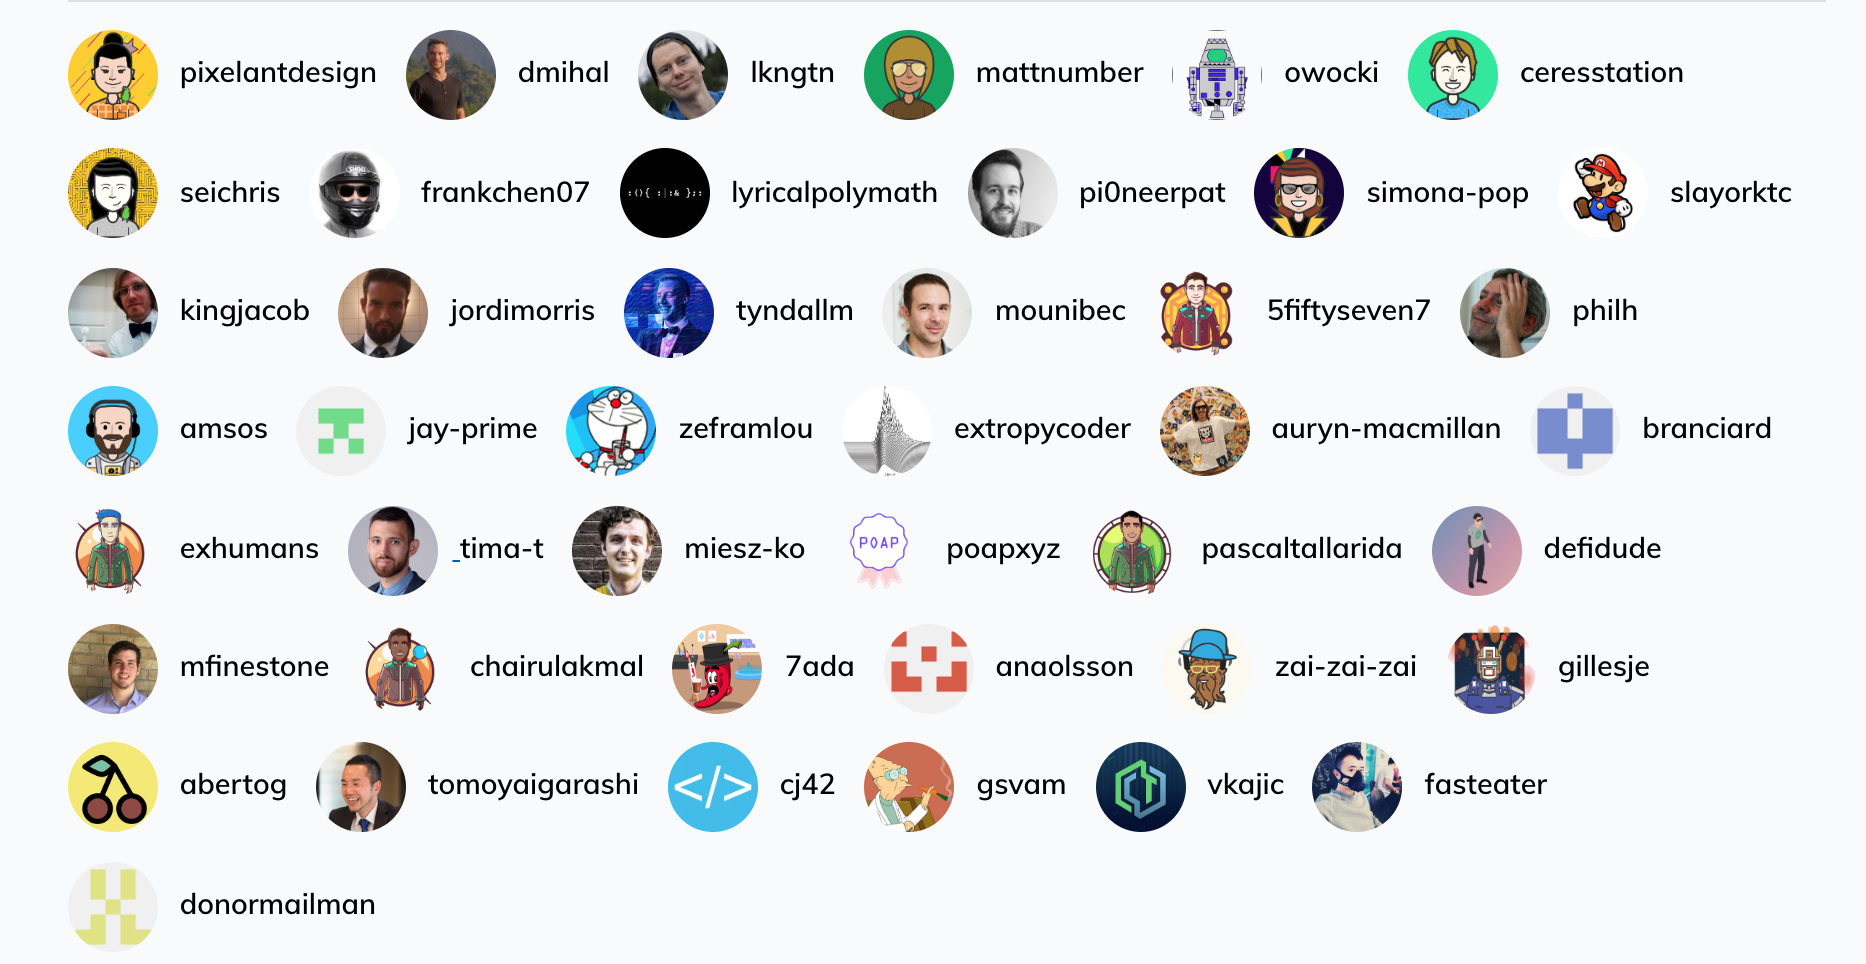 pixelantdesign dmihal lkngtn mattnumber owocki ceresstation
seichris frankchen07 :(){ :|:& };: lyricalpolymath pi0neerpat simona-pop slayorktc
kingjacob jordimorris tyndallm mounibec 5fiftyseven7 philh
amsos jay-prime zeframlou extropycoder auryn-macmillan branciard
exhumans _tima-t miesz-ko POAP poapxyz pascaltallarida defidude
mfinestone chairulakmal 7ada anaolsson zai-zai-zai gillesje
abertog tomoyaigarashi </> cj42 gsvam vkajic fasteater
donormailman